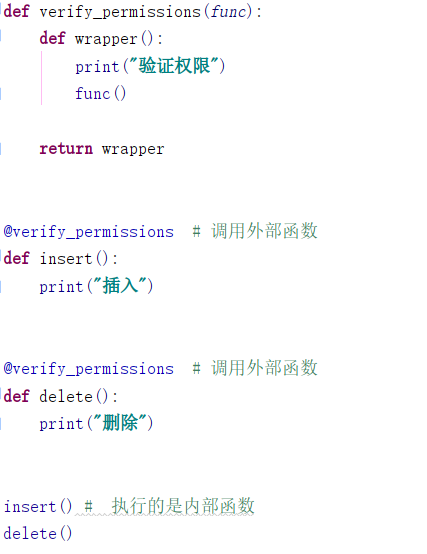 def verify_permissions(func):
    def wrapper():
        print("验证权限")
        func()
    return wrapper
@verify_permissions  # 调用外部函数
def insert():
    print("插入")
@verify_permissions  # 调用外部函数
def delete():
    print("删除")
insert() #  执行的是内部函数
delete()